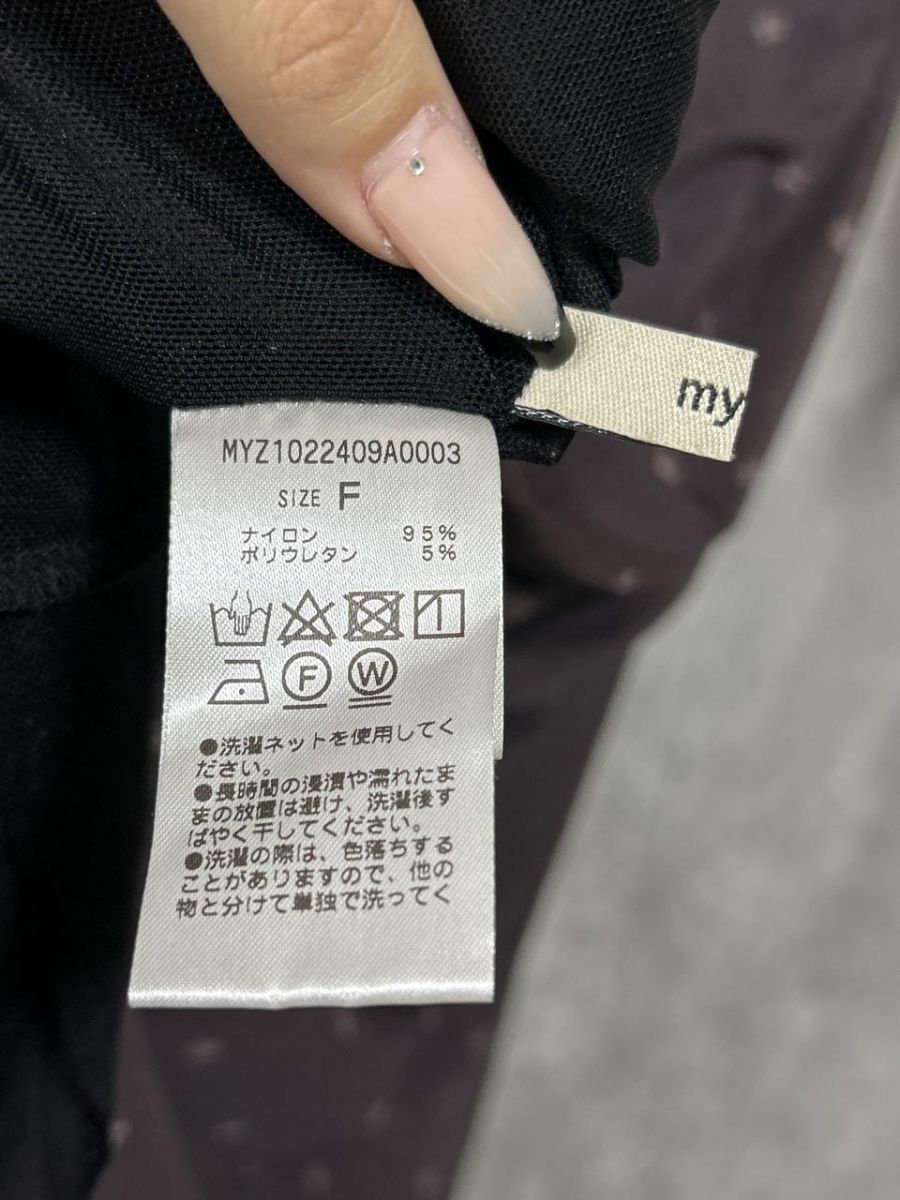 my
MYZ1022409A0003
SIZE F
ナイロン 95%
ポリウレタン 5%
F
W
●洗濯ネットを使用してく
ださい。
●長時間の浸漬や濡れたま
まの放置は避け、洗濯後す
ばやく干してください。
●洗濯の際は、色落ちする
ことがありますので、他の
物と分けて単独で洗ってく